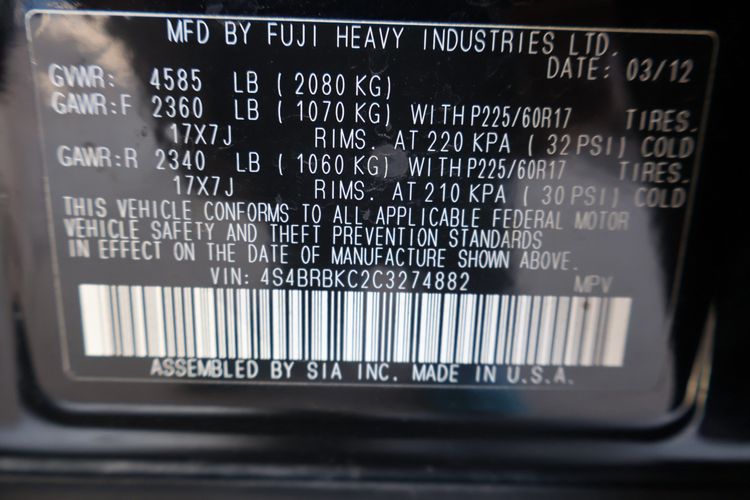 MFD BY FUJI HEAVY INDUSTRIES LTD.
DATE: 03/12
GVWR: 4585 LB ( 2080 KG)
GAWR:F 2360 LB ( 1070 KG) WITH P225/60R17 TIRES.
17X7J RIMS. AT 220 KPA ( 32 PSI) COLD
GAWR:R 2340 LB ( 1060 KG) WITH P225/60R17 TIRES.
17X7J RIMS. AT 210 KPA ( 30 PSI) COLD
THIS VEHICLE CONFORMS TO ALL APPLICABLE FEDERAL MOTOR
VEHICLE SAFETY AND THEFT PREVENTION STANDARDS
IN EFFECT ON THE DATE OF MANUFACTURE SHOWN ABOVE.
VIN: 4S4BRBKC2C3274882 MPV
ASSEMBLED BY SIA INC. MADE IN U.S.A.